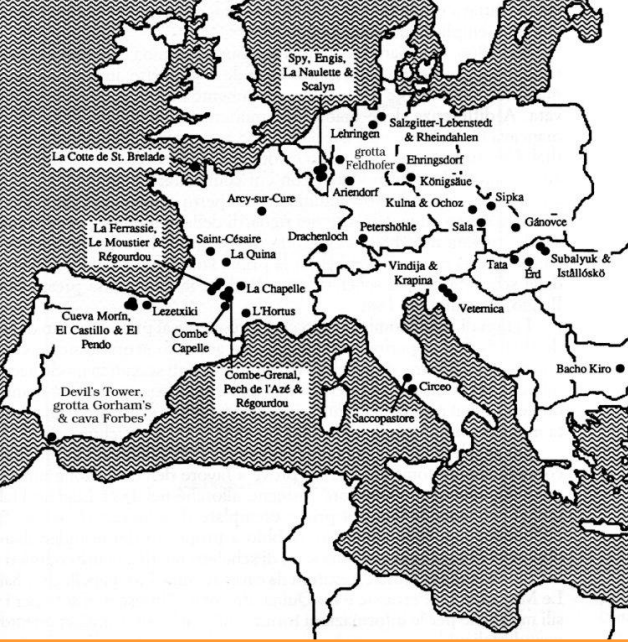 Spy, Engis,
La Naulette &
Scalyn
Salzgitter-Lebenstedt
& Rheindahlen
Lehringen
grotta
Feldhofer
Ehringsdorf
Königsäue
La Cotte de St. Brelade
Ariendorf
Arcy-sur-Cure
Kulna & Ochoz
Sipka
Gánovce
Sala
La Ferrassie,
Le Moustier &
Régourdou
Saint-Césaire
La Quina
Drachenloch
Petershöhle
Tata
Érd
Subalyuk &
Istállóskö
Vindija &
Krapina
Veternica
La Chapelle
L'Hortus
Lezetxiki
Cueva Morín,
El Castillo & El
Pendo
Combe
Capelle
Combe-Grenal,
Pech de l'Azé &
Régourdou
Bacho Kiro
Circeo
Saccopastore
Devil's Tower,
grotta Gorham's
& cava Forbes'